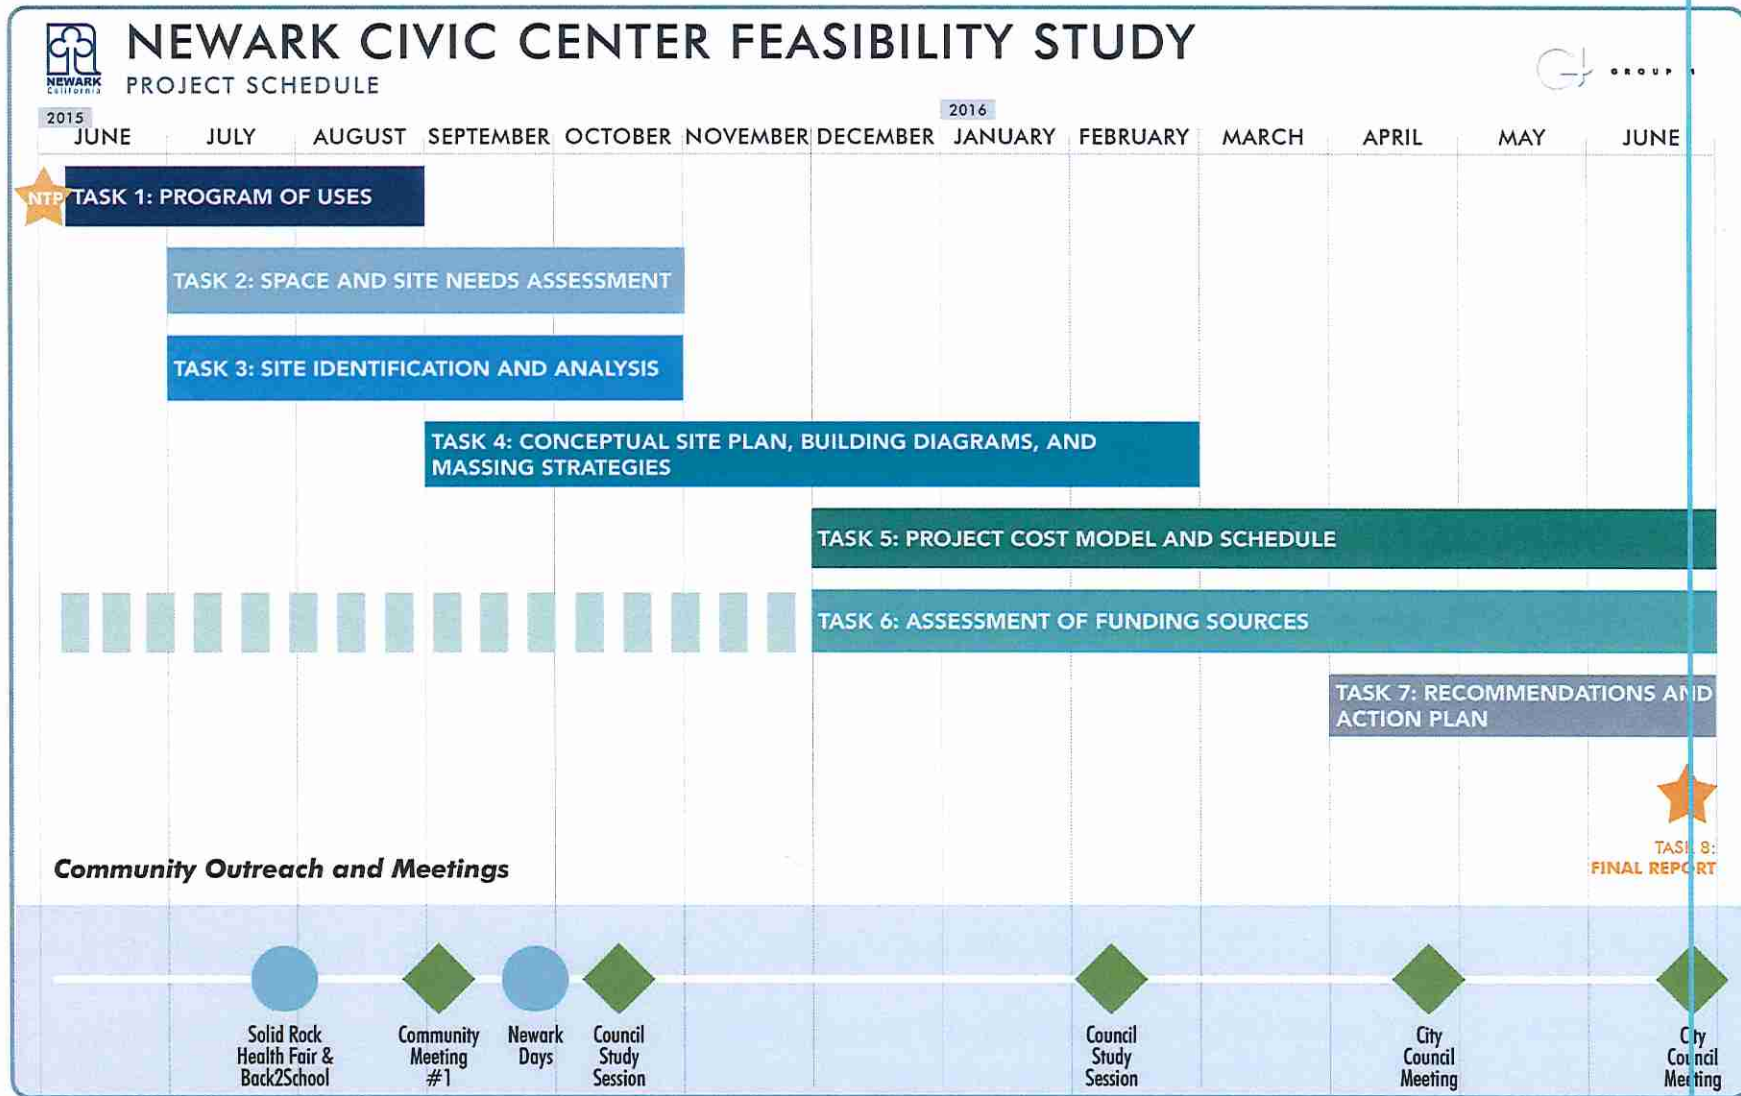 NEWARK CIVIC CENTER FEASIBILITY STUDY
NEWARK
California
PROJECT SCHEDULE
GROUP 4
2015
2016
JUNE JULY AUGUST SEPTEMBER OCTOBER NOVEMBER DECEMBER JANUARY FEBRUARY MARCH APRIL MAY JUNE
NTP
TASK 1: PROGRAM OF USES
TASK 2: SPACE AND SITE NEEDS ASSESSMENT
TASK 3: SITE IDENTIFICATION AND ANALYSIS
TASK 4: CONCEPTUAL SITE PLAN, BUILDING DIAGRAMS, AND
MASSING STRATEGIES
TASK 5: PROJECT COST MODEL AND SCHEDULE
TASK 6: ASSESSMENT OF FUNDING SOURCES
TASK 7: RECOMMENDATIONS AND
ACTION PLAN
TASK 8:
FINAL REPORT
Community Outreach and Meetings
Solid Rock
Health Fair &
Back2School
Community
Meeting
#1
Newark
Days
Council
Study
Session
Council
Study
Session
City
Council
Meeting
City
Council
Meeting